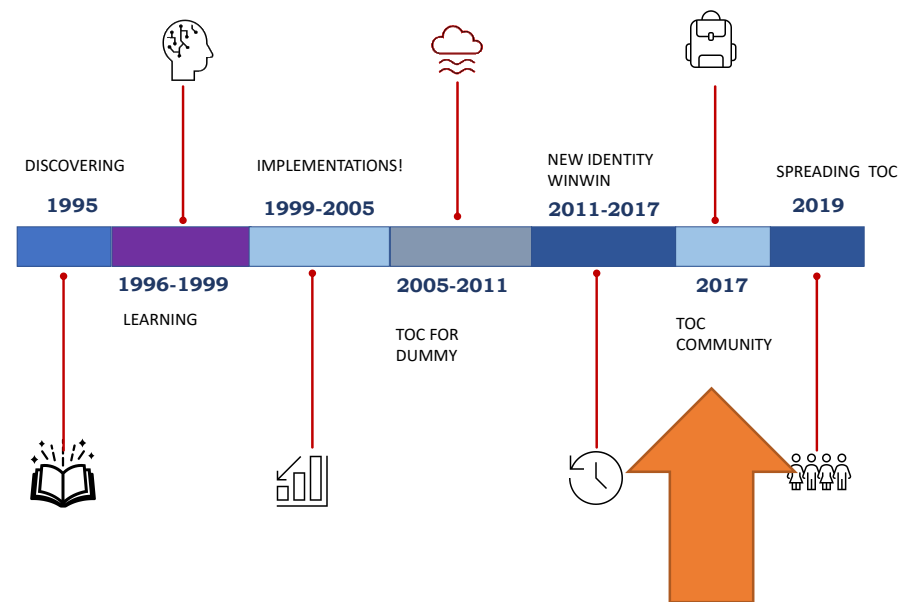 DISCOVERING
1995
1996-1999
LEARNING
IMPLEMENTATIONS!
1999-2005
2005-2011
TOC FOR
DUMMY
NEW IDENTITY
WINWIN
2011-2017
2017
TOC
COMMUNITY
SPREADING TOC
2019